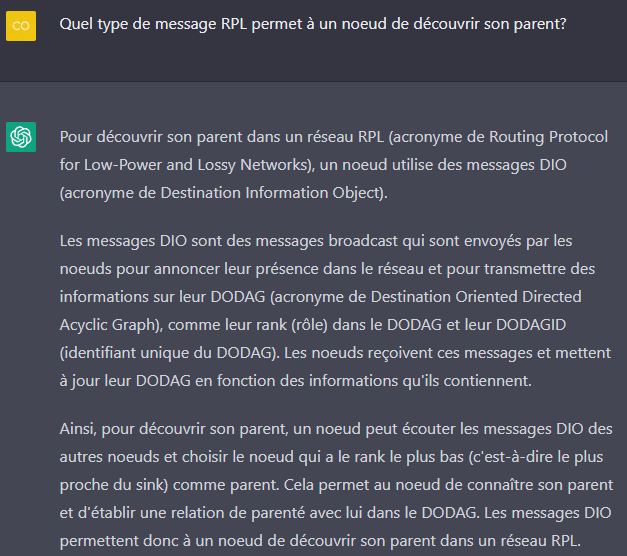 CO
Quel type de message RPL permet à un noeud de découvrir son parent?
Pour découvrir son parent dans un réseau RPL (acronyme de Routing Protocol
for Low-Power and Lossy Networks), un noeud utilise des messages DIO
(acronyme de Destination Information Object).
Les messages DIO sont des messages broadcast qui sont envoyés par les
noeuds pour annoncer leur présence dans le réseau et pour transmettre des
informations sur leur DODAG (acronyme de Destination Oriented Directed
Acyclic Graph), comme leur rank (rôle) dans le DODAG et leur DODAGID
(identifiant unique du DODAG). Les noeuds reçoivent ces messages et mettent
à jour leur DODAG en fonction des informations qu'ils contiennent.
Ainsi, pour découvrir son parent, un noeud peut écouter les messages DIO des
autres noeuds et choisir le noeud qui a le rank le plus bas (c'est-à-dire le plus
proche du sink) comme parent. Cela permet au noeud de connaître son parent
et d'établir une relation de parenté avec lui dans le DODAG. Les messages DIO
permettent donc à un noeud de découvrir son parent dans un réseau RPL.